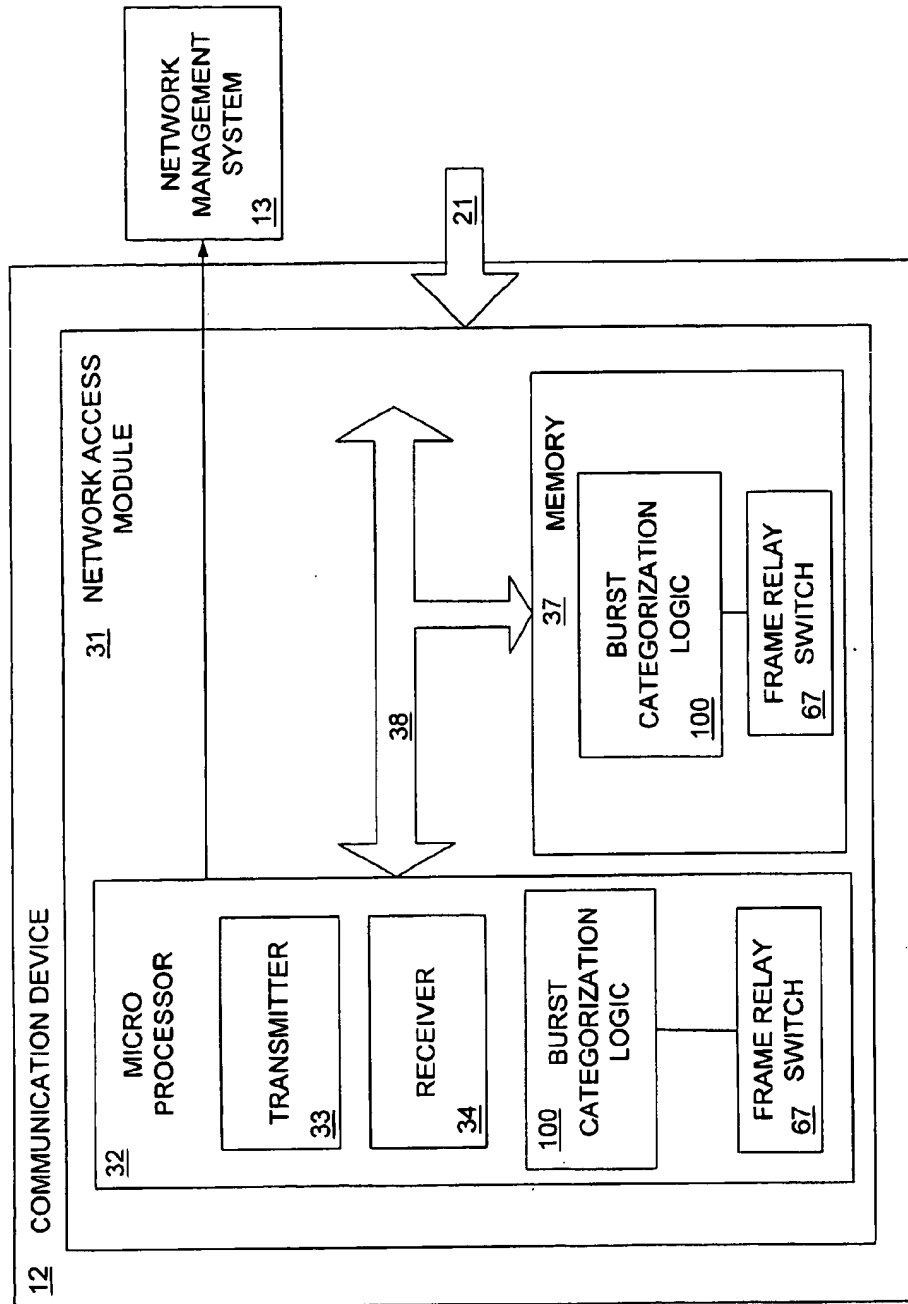 12 COMMUNICATION DEVICE
31 NETWORK ACCESS
MODULE
32
MICRO
PROCESSOR
TRANSMITTER
33
RECEIVER
34
100
BURST
CATEGORIZATION
LOGIC
FRAME RELAY
SWITCH
67
38
37
MEMORY
BURST
CATEGORIZATION
LOGIC
100
FRAME RELAY
SWITCH
67
21
NETWORK
MANAGEMENT
SYSTEM
13